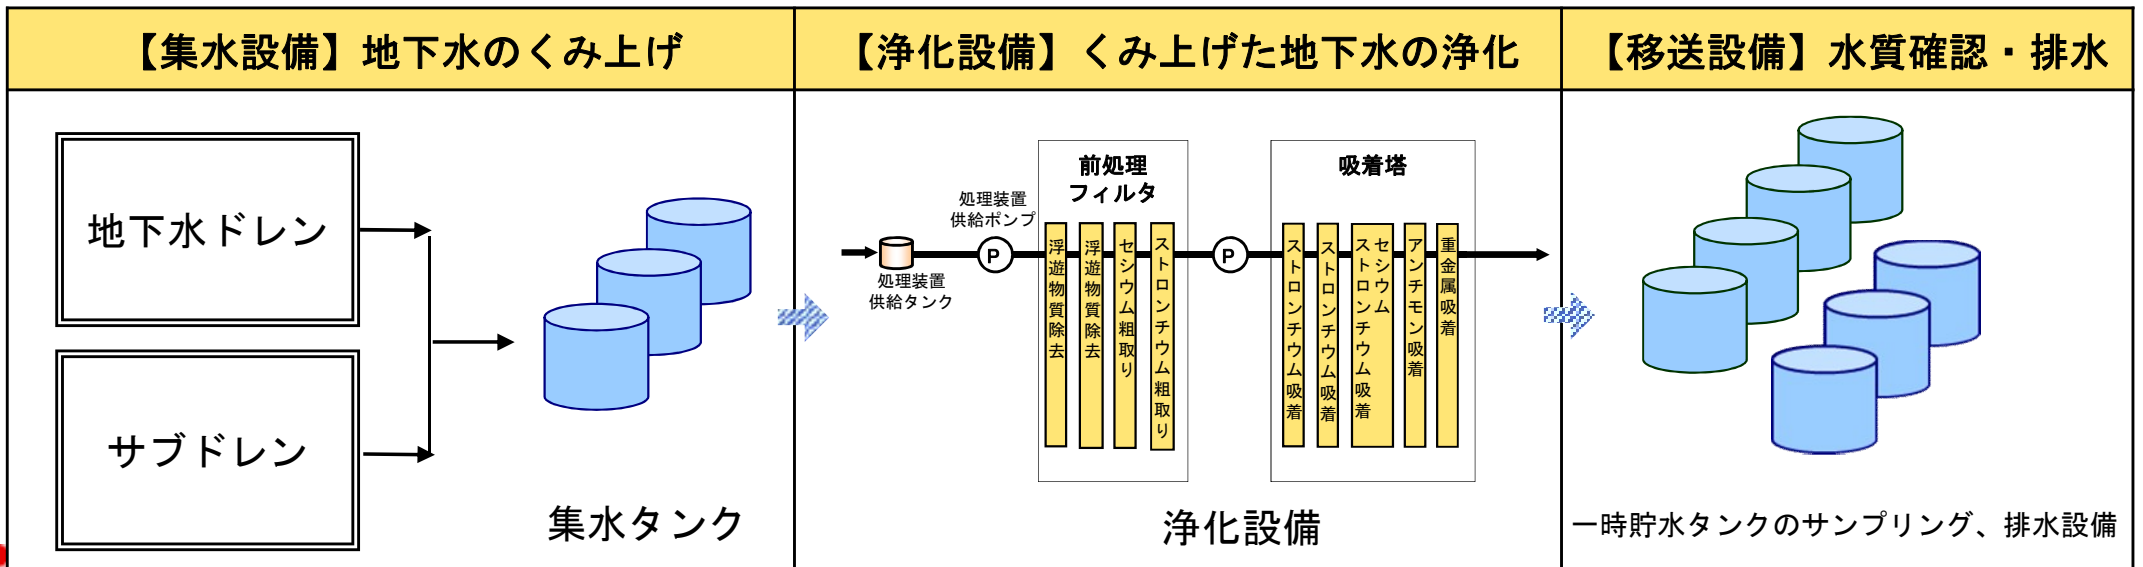 【集水設備】地下水のくみ上げ
【浄化設備】くみ上げた地下水の浄化
【移送設備】水質確認・排水
地下水ドレン
サブドレン
集水タンク
処理装置
供給タンク
処理装置
供給ポンプ
P
前処理
フィルタ
浮遊物質除去
浮遊物質除去
セシウム粗取り
ストロンチウム粗取り
P
吸着塔
ストロンチウム吸着
ストロンチウム吸着
セシウム
ストロンチウム吸着
アンチモン吸着
重金属吸着
浄化設備
一時貯水タンクのサンプリング、排水設備